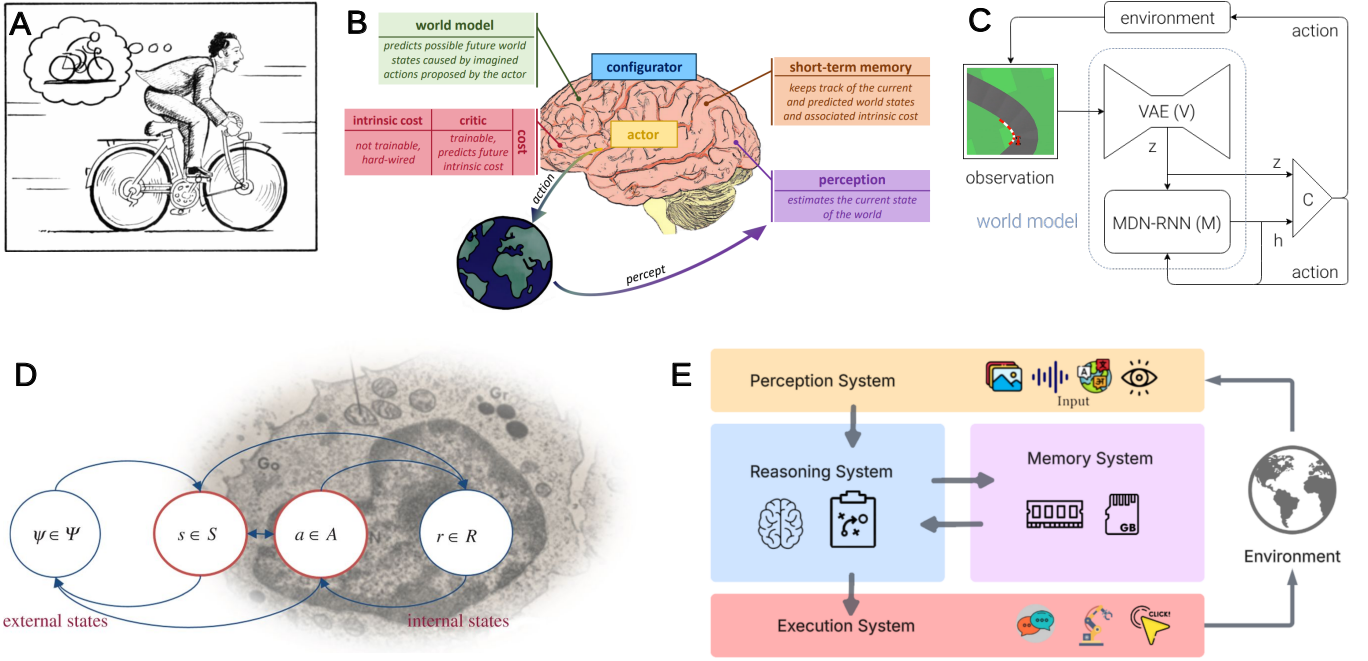 A
B
world model
predicts possible future world
states caused by imagined
actions proposed by the actor
configurator
short-term memory
keeps track of the current
and predicted world states
and associated intrinsic cost
intrinsic cost
critic
cost
not trainable,
hard-wired
trainable,
predicts future
intrinsic cost
actor
action
perception
estimates the current state
of the world
percept
C
environment
action
VAE (V)
z
z
observation
C
world model
MDN-RNN (M)
h
action
D
Gr
Go
ψ ∈ Ψ
s ∈ S
a ∈ A
N
r ∈ R
external states
internal states
E
Perception System
Input
Reasoning System
Memory System
GB
Environment
Execution System
CLICK!